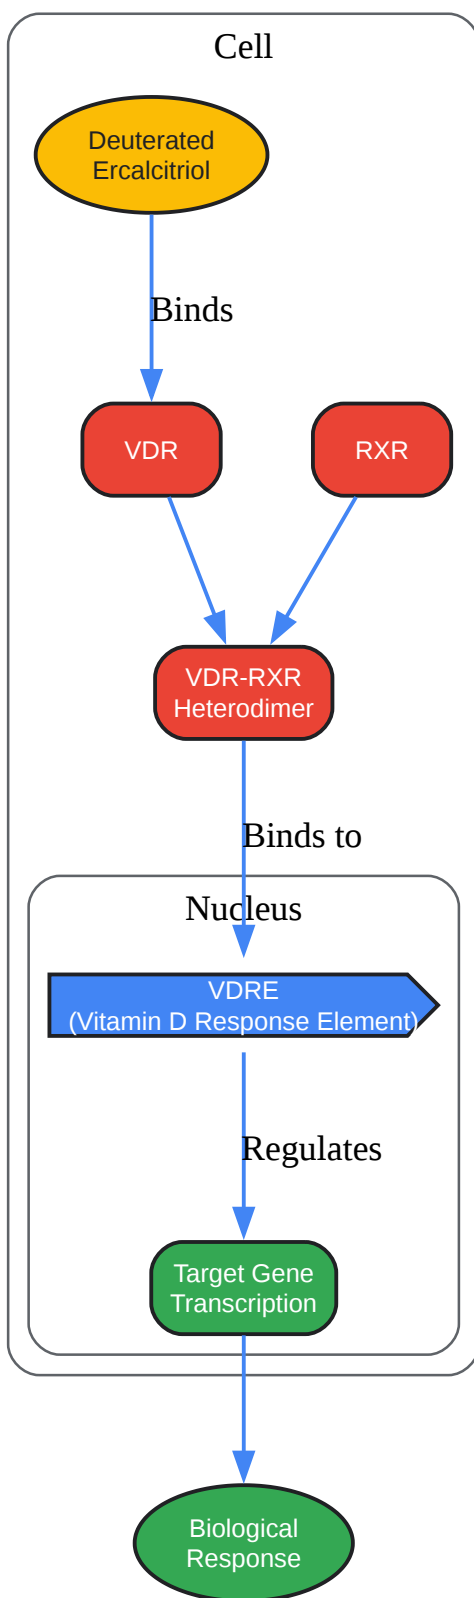 Cell
Deuterated
Ercalcitriol
Binds
VDR
RXR
VDR-RXR
Heterodimer
Binds to
Nucleus
VDRE
(Vitamin D Response Element)
Regulates
Target Gene
Transcription
Biological
Response